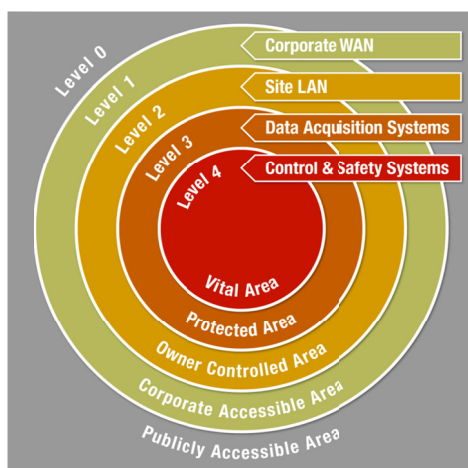 Level 0
Corporate WAN
Level 1
Site LAN
Level 2
Data Acquisition Systems
Level 3
Control & Safety Systems
Level 4
Vital Area
Protected Area
Owner Controlled Area
Corporate Accessible Area
Publicly Accessible Area